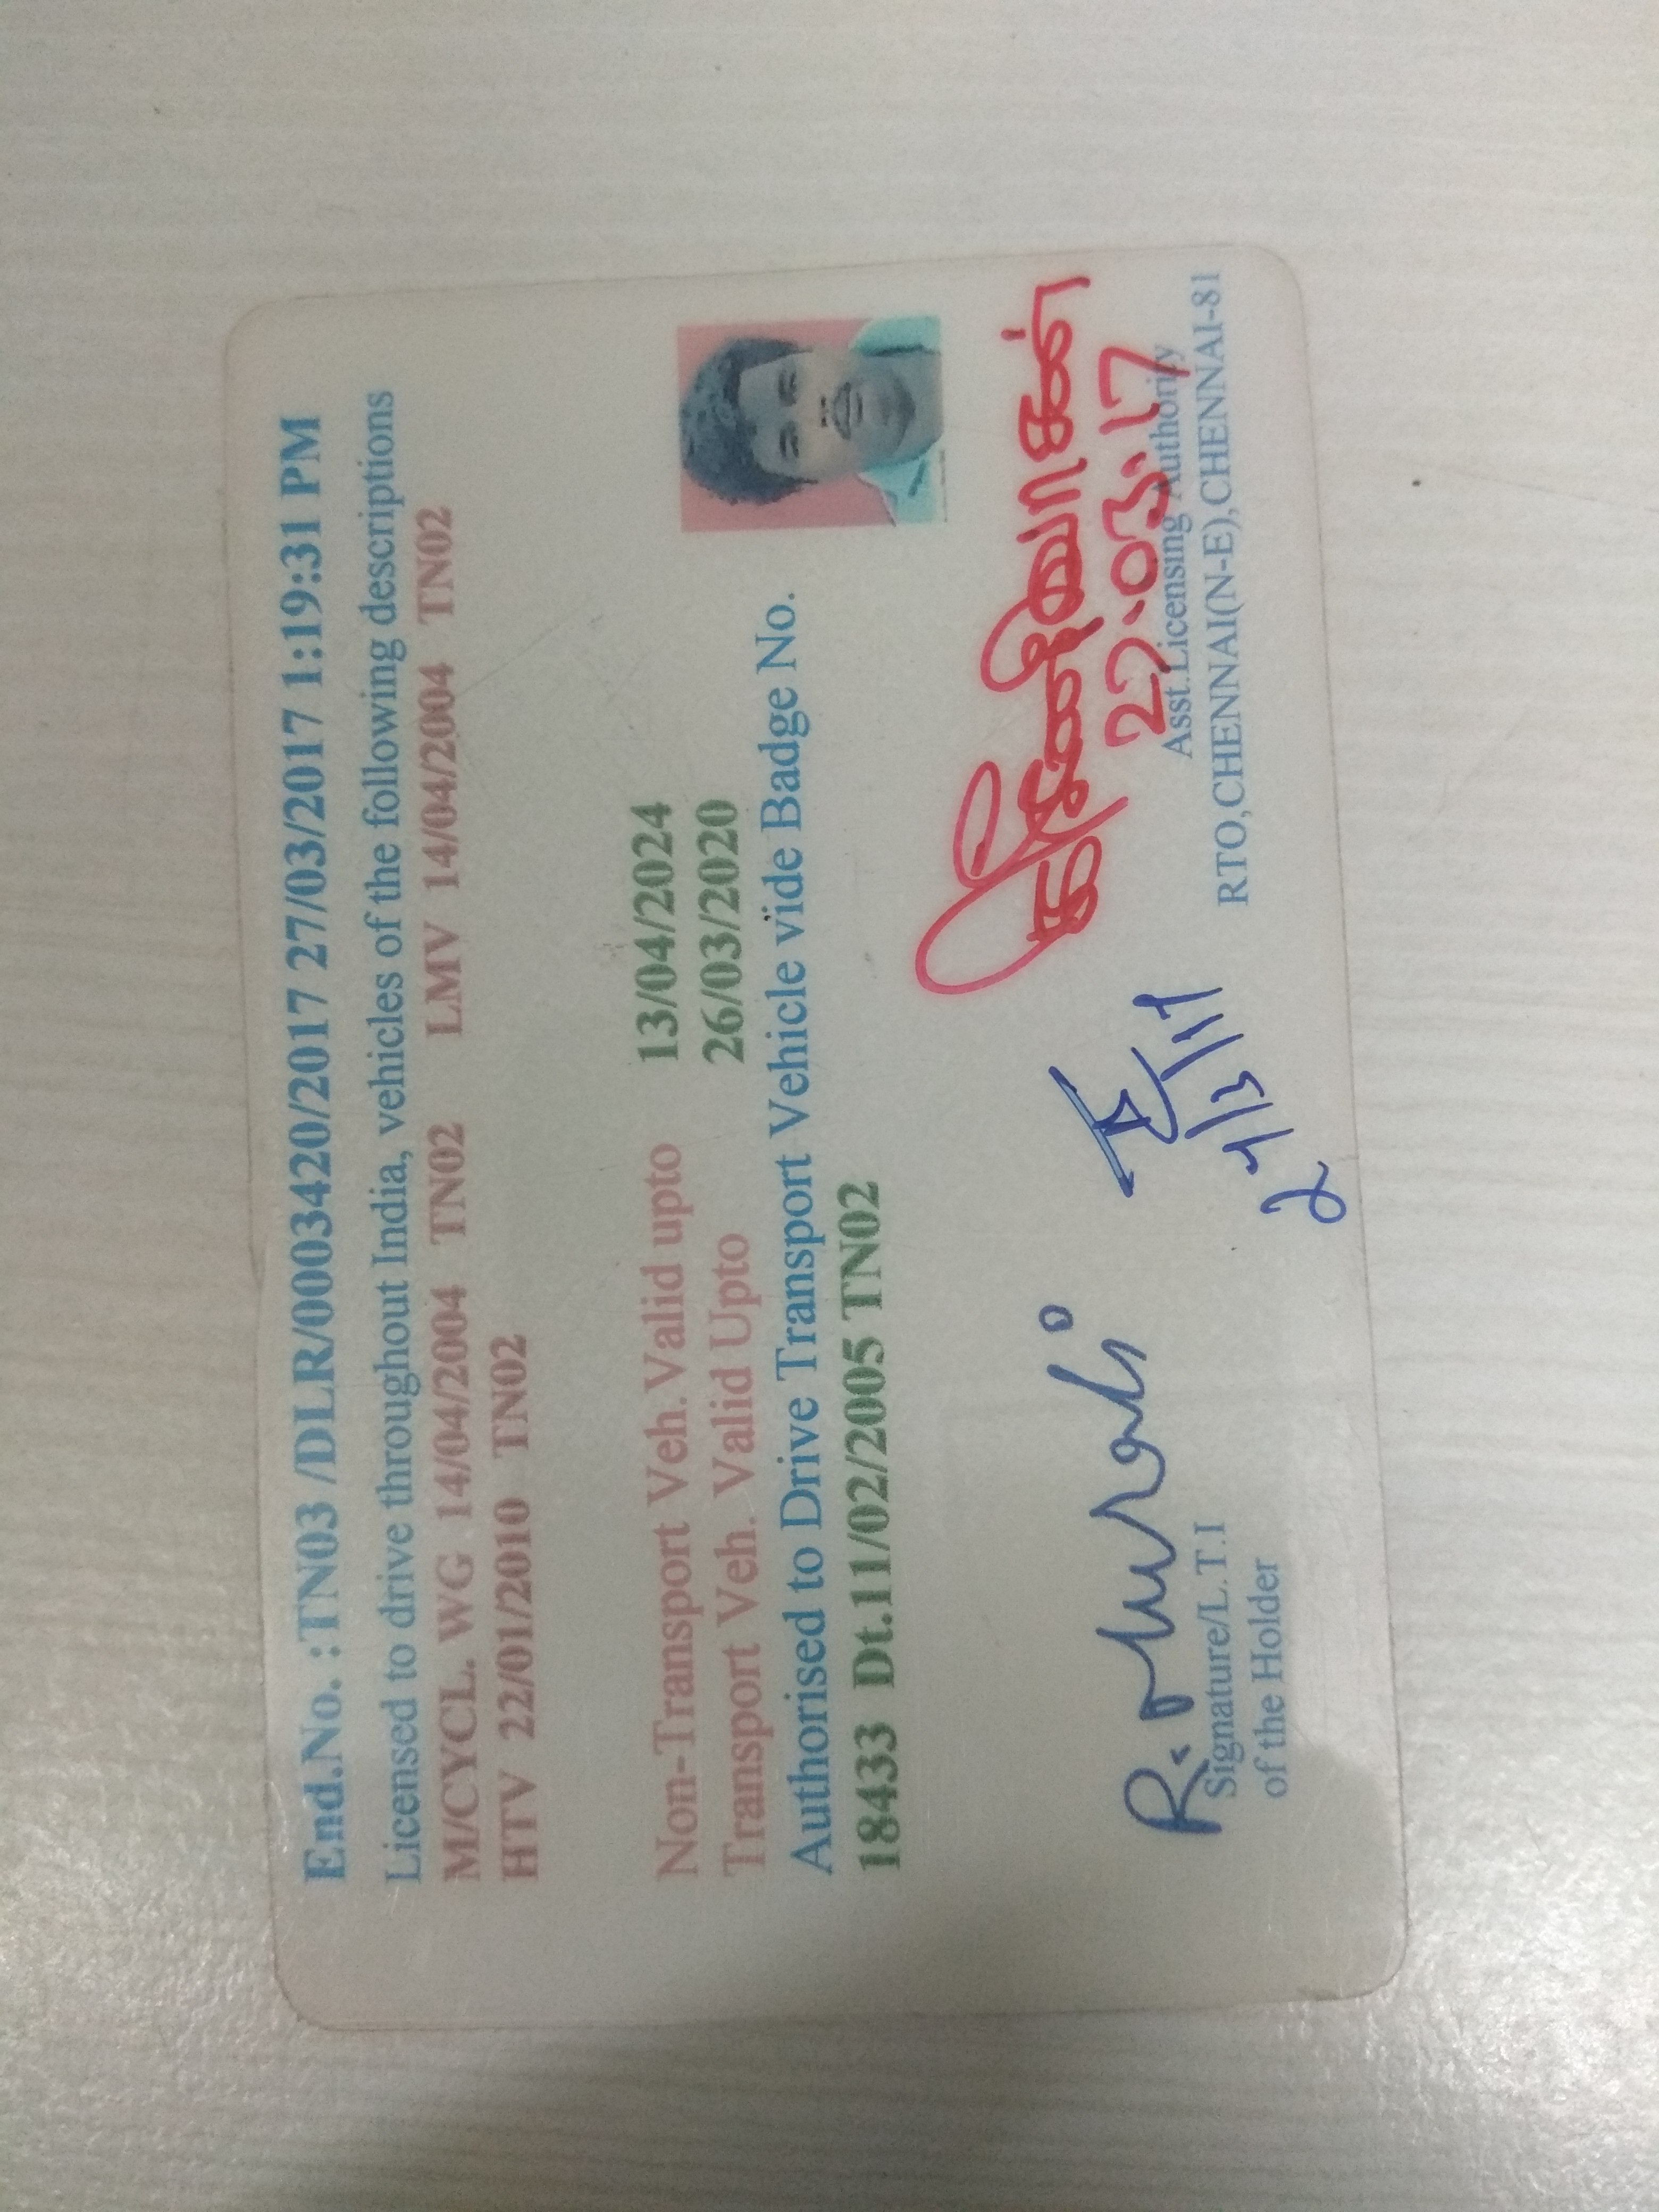 End.No. :TN03 /DLR/0003420/2017 27/03/2017 1:19:31 PM
Licensed to drive throughout India, vehicles of the following descriptions
M/CYCL. WG 14/04/2004 TN02 LMV 14/04/2004 TN02
HTV 22/01/2010 TN02
Non-Transport Veh.Valid upto 13/04/2024
Transport Veh. Valid Upto 26/03/2020
Authorised to Drive Transport Vehicle vide Badge No.
18433 Dt.11/02/2005 TN02
R. Murali
27.03.17
Signature/L.T.I
of the Holder
Asst.Licensing Authority
RTO,CHENNAI(N-E),CHENNAI-81